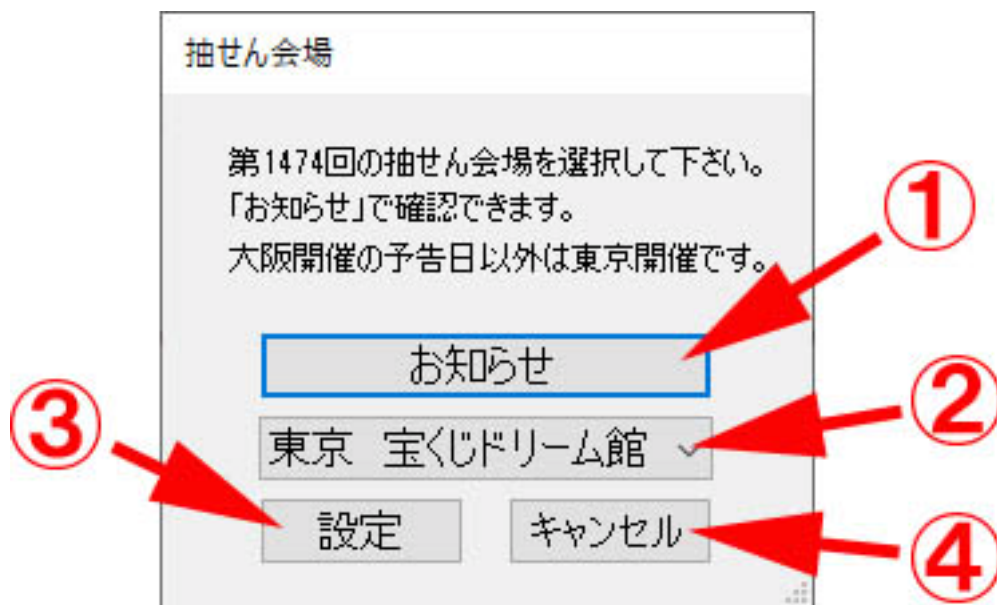 抽せん会場
第1474回の抽せん会場を選択して下さい。
「お知らせ」で確認できます。
大阪開催の予告日以外は東京開催です。
①
お知らせ
②
東京 宝くじドリーム館
③
設定
キャンセル
④